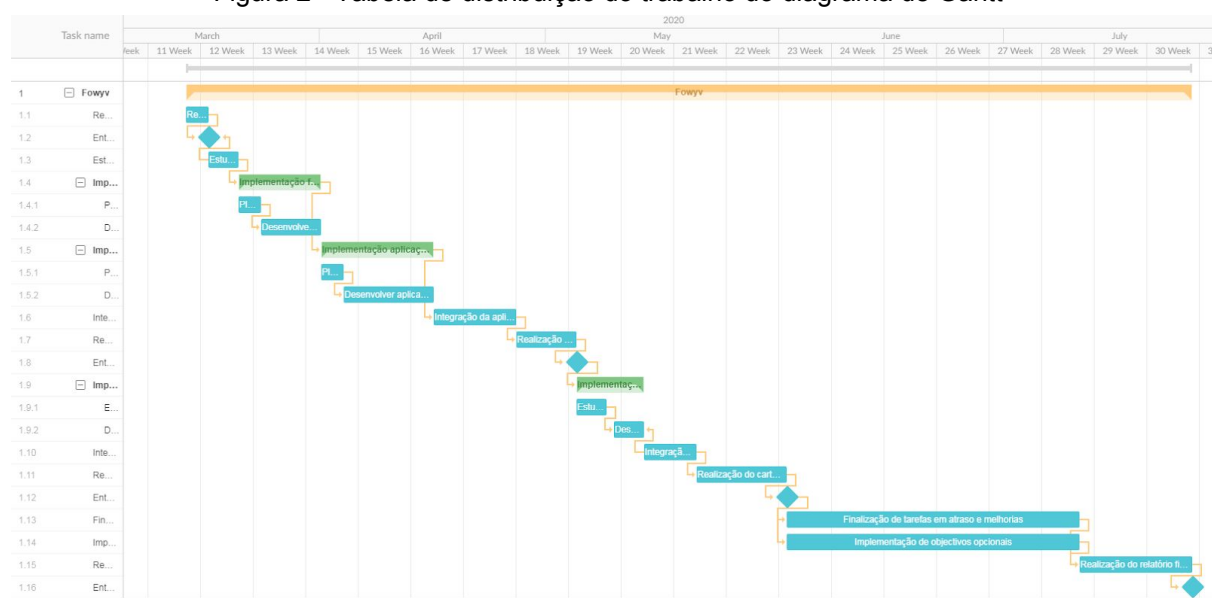 Figura 2 - Tabela de distribuição de trabalho do diagrama de Gantt
2020
Task name March April May June July
11 Week 12 Week 13 Week 14 Week 15 Week 16 Week 17 Week 18 Week 19 Week 20 Week 21 Week 22 Week 23 Week 24 Week 25 Week 26 Week 27 Week 28 Week 29 Week 30 Week
1 Fowyv Fowyv
1.1 Re... Re...
1.2 Ent...
1.3 Est... Estu...
1.4 Imp... Implementação f...
1.4.1 P... Pl...
1.4.2 D... Desenvolve...
1.5 Imp... Implementação aplicaç...
1.5.1 P... Pl...
1.5.2 D... Desenvolver aplica...
1.6 Inte... Integração da apli...
1.7 Re... Realização ...
1.8 Ent...
1.9 Imp... Implementaç...
1.9.1 E... Estu...
1.9.2 D... Des...
1.10 Inte... Integraçã...
1.11 Re... Realização do cart...
1.12 Ent...
1.13 Fin... Finalização de tarefas em atraso e melhorias
1.14 Imp... Implementação de objectivos opcionais
1.15 Re... Realização do relatório fi...
1.16 Ent...